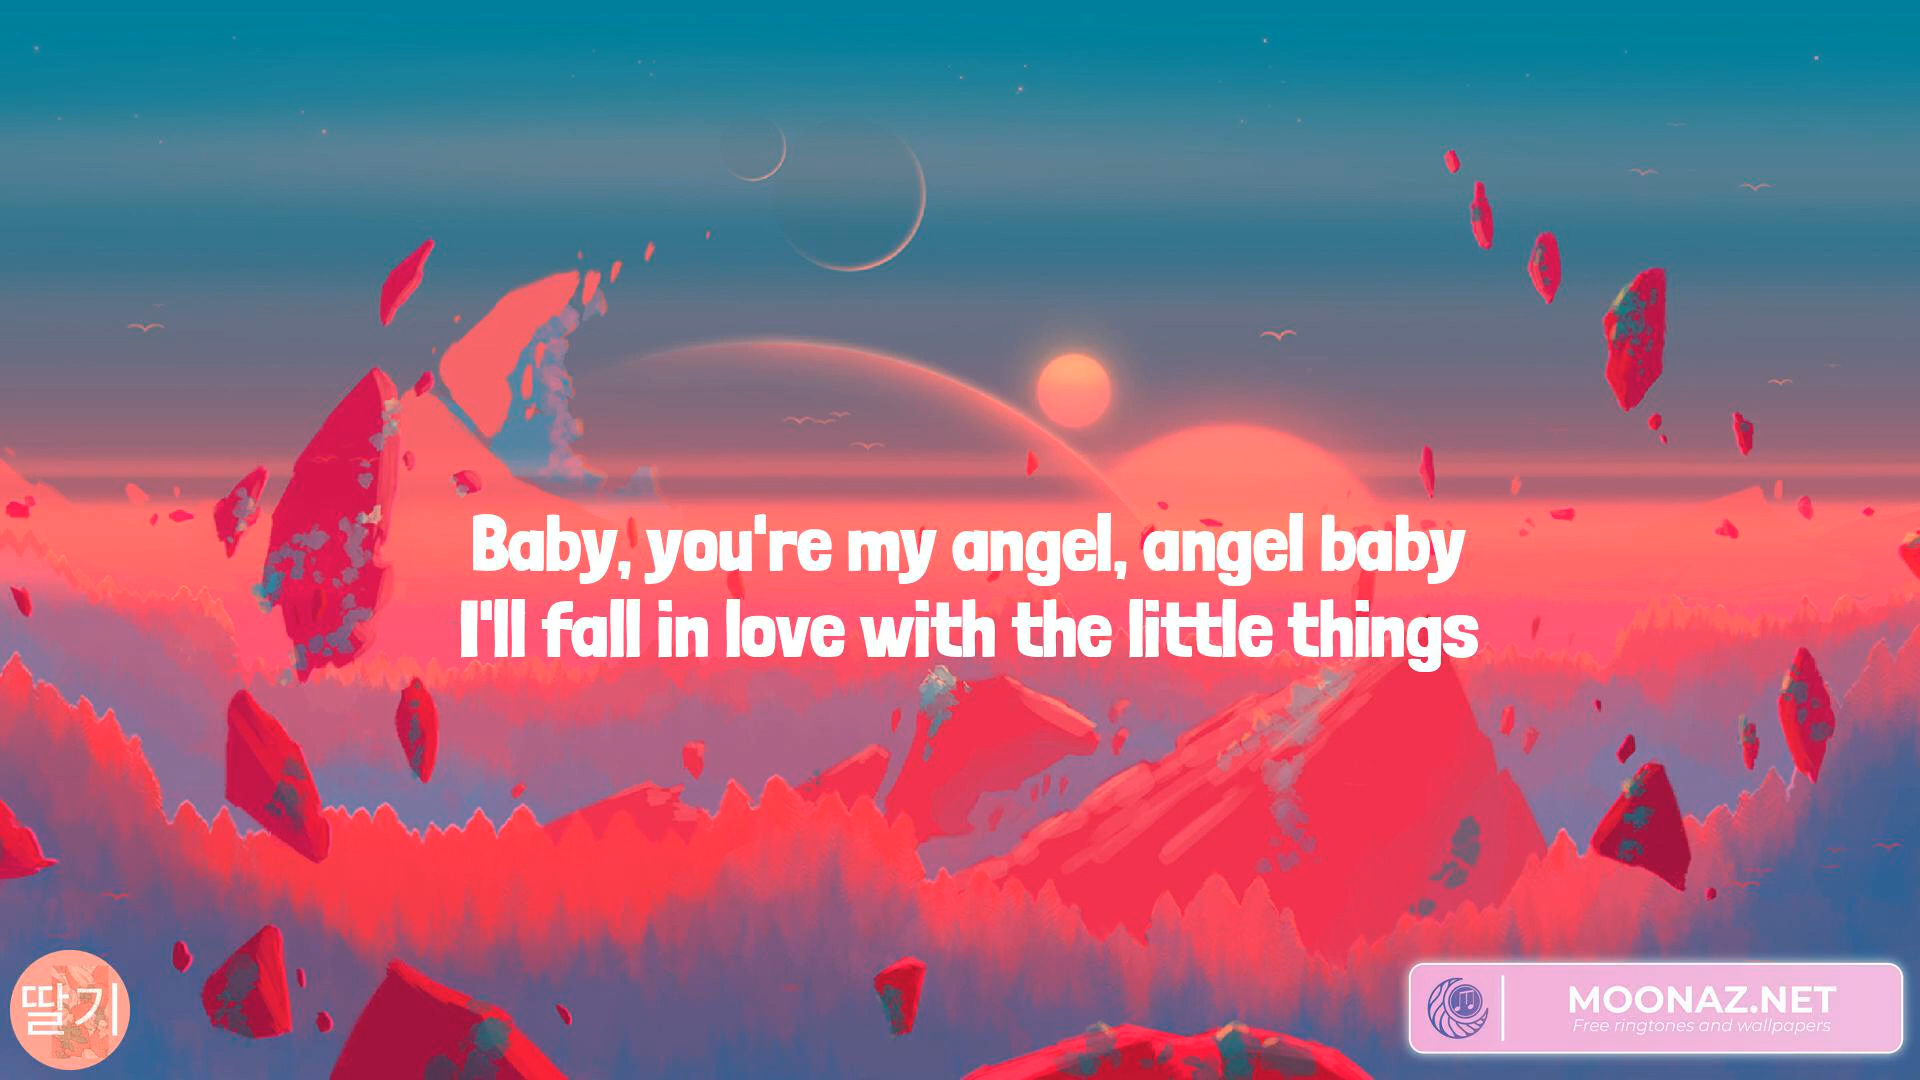 Baby, you're my angel, angel baby
I'll fall in love with the little things
딸기
MOONAZ.NET
Free ringtones and wallpapers